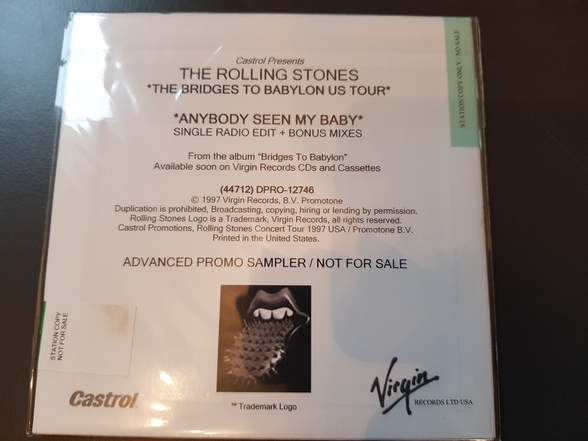 Castrol Presents
THE ROLLING STONES
*THE BRIDGES TO BABYLON US TOUR*
*ANYBODY SEEN MY BABY*
SINGLE RADIO EDIT + BONUS MIXES
From the album "Bridges To Babylon"
Available soon on Virgin Records CDs and Cassettes
(44712) DPRO-12746
© 1997 Virgin Records, B.V. Promotone
Duplication is prohibited, Broadcasting, copying, hiring or lending by permission.
Rolling Stones Logo is a Trademark, Virgin Records, all rights reserved.
Castrol Promotions, Rolling Stones Concert Tour 1997 USA / Promotone B.V.
Printed in the United States.
ADVANCED PROMO SAMPLER / NOT FOR SALE
STATION COPY ONLY / NO SALE
STATION COPY
NOT FOR SALE
Castrol
™ Trademark Logo
Virgin
RECORDS LTD USA